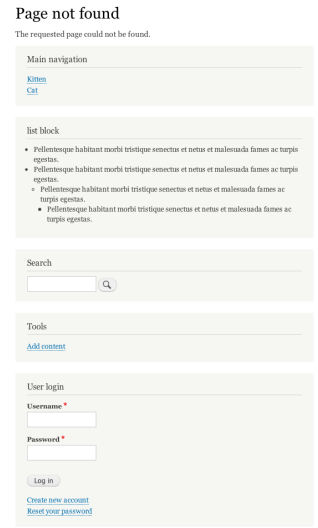 Page not found
The requested page could not be found.
Main navigation
Kitten
Cat
list block
Pellentesque habitant morbi tristique senectus et netus et malesuada fames ac turpis
egestas.
Pellentesque habitant morbi tristique senectus et netus et malesuada fames ac turpis
egestas.
Pellentesque habitant morbi tristique senectus et netus et malesuada fames ac
turpis egestas.
Pellentesque habitant morbi tristique senectus et netus et malesuada fames ac
turpis egestas.
Search
Tools
Add content
User login
Username *
Password *
Log in
Create new account
Reset your password